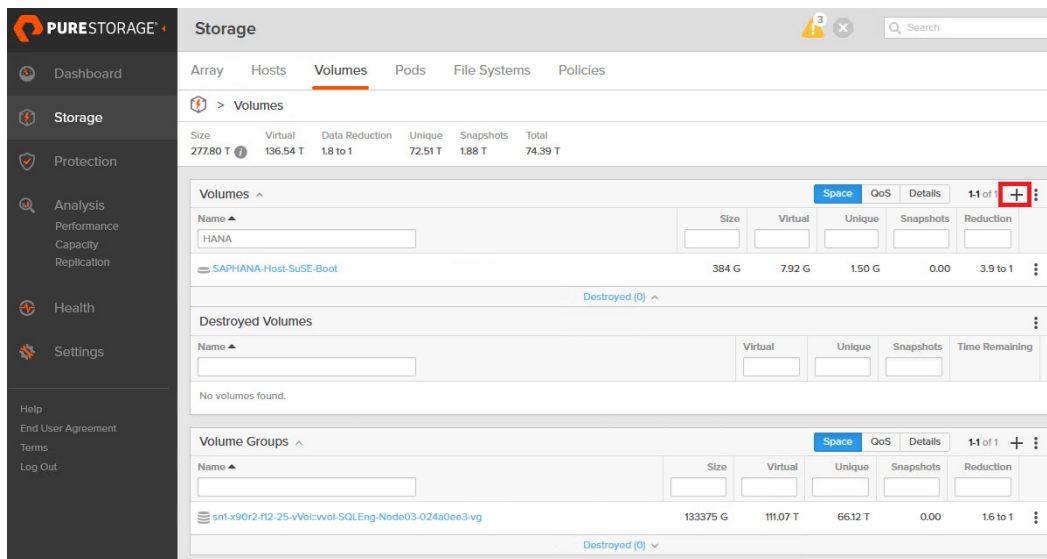 PURESTORAGE®
Storage
3
Search
Dashboard
Storage
Protection
Analysis
Performance
Capacity
Replication
Health
Settings
Help
End User Agreement
Terms
Log Out
Array Hosts Volumes Pods File Systems Policies
> Volumes
Size Virtual Data Reduction Unique Snapshots Total
277.80 T i 136.54 T 1.8 to 1 72.51 T 1.88 T 74.39 T
Volumes Space QoS Details 1-1 of 1 +
Name Size Virtual Unique Snapshots Reduction
HANA
SAPHANA-Host-SuSE-Boot 384 G 7.92 G 1.50 G 0.00 3.9 to 1
Destroyed (0)
Destroyed Volumes
Name Virtual Unique Snapshots Time Remaining
No volumes found.
Volume Groups Space QoS Details 1-1 of 1 +
Name Size Virtual Unique Snapshots Reduction
sn1-x90r2-f12-25-vVol::vvol-SQLEng-Node03-024a0ee3-vg 133375 G 111.07 T 66.12 T 0.00 1.6 to 1
Destroyed (0)